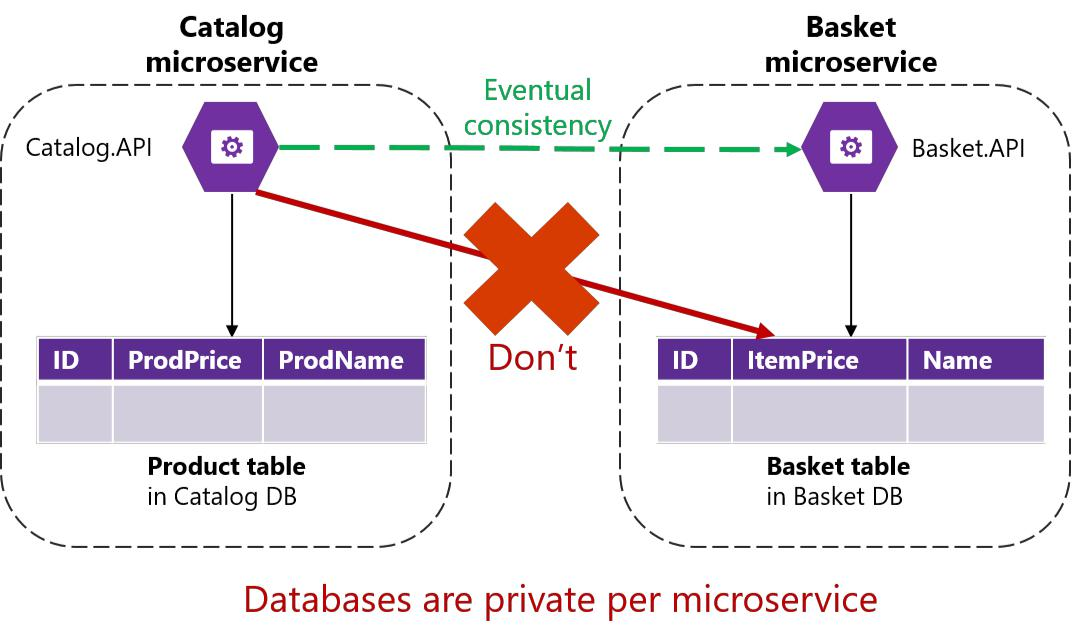 Catalog
microservice
Basket
microservice
Eventual
consistency
Catalog.API
Basket.API
Don't
ID ProdPrice ProdName
ID ItemPrice Name
Product table
in Catalog DB
Basket table
in Basket DB
Databases are private per microservice